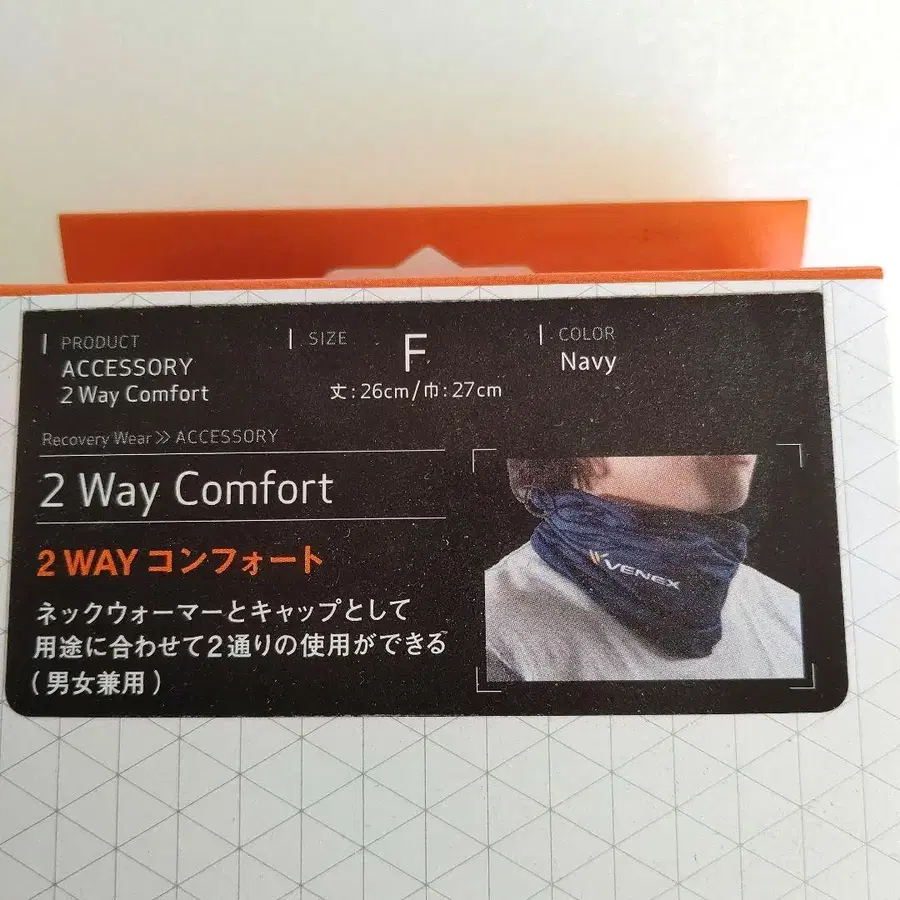 PRODUCT
ACCESSORY
2 Way Comfort
SIZE
F
丈:26cm/巾:27cm
COLOR
Navy
Recovery Wear >> ACCESSORY
2 Way Comfort
2 WAY コンフォート
ネックウォーマーとキャップとして
用途に合わせて2通りの使用ができる
(男女兼用)
VENEX